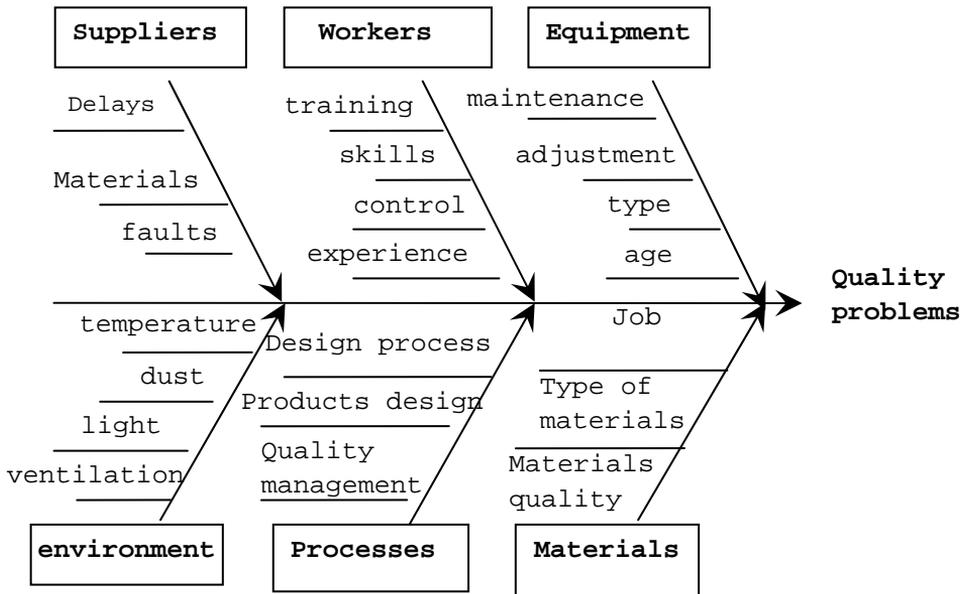 Suppliers
Workers
Equipment
Delays
Materials
faults
training
skills
control
experience
maintenance
adjustment
type
age
Quality
problems
temperature
dust
light
ventilation
Design process
Products design
Quality
management
Job
Type of
materials
Materials
quality
environment
Processes
Materials